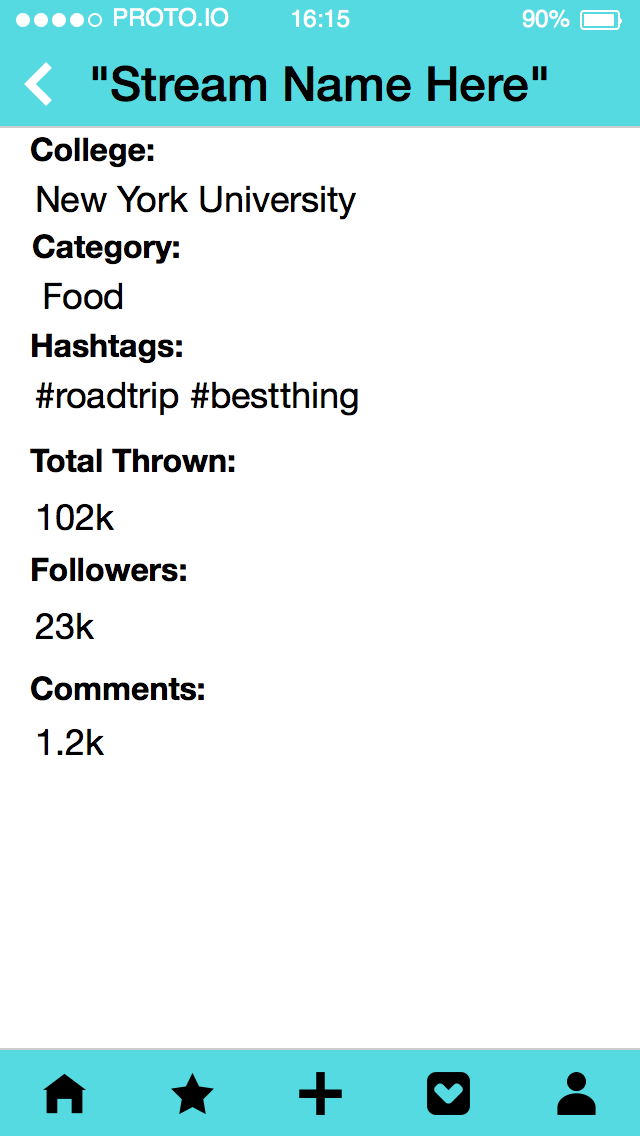 PROTO.IO 16:15 90%
"Stream Name Here"
College:
New York University
Category:
Food
Hashtags:
#roadtrip #bestthing
Total Thrown:
102k
Followers:
23k
Comments:
1.2k